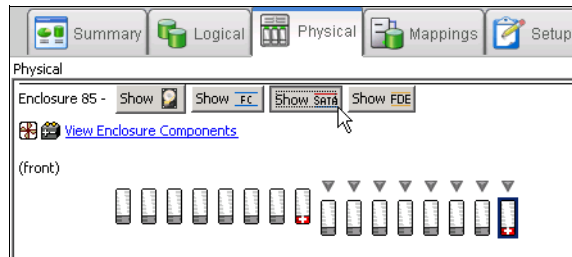 Summary Logical Physical Mappings Setup
Physical
Enclosure 85 - Show Show FC Show SATA Show FDE
View Enclosure Components
(front)